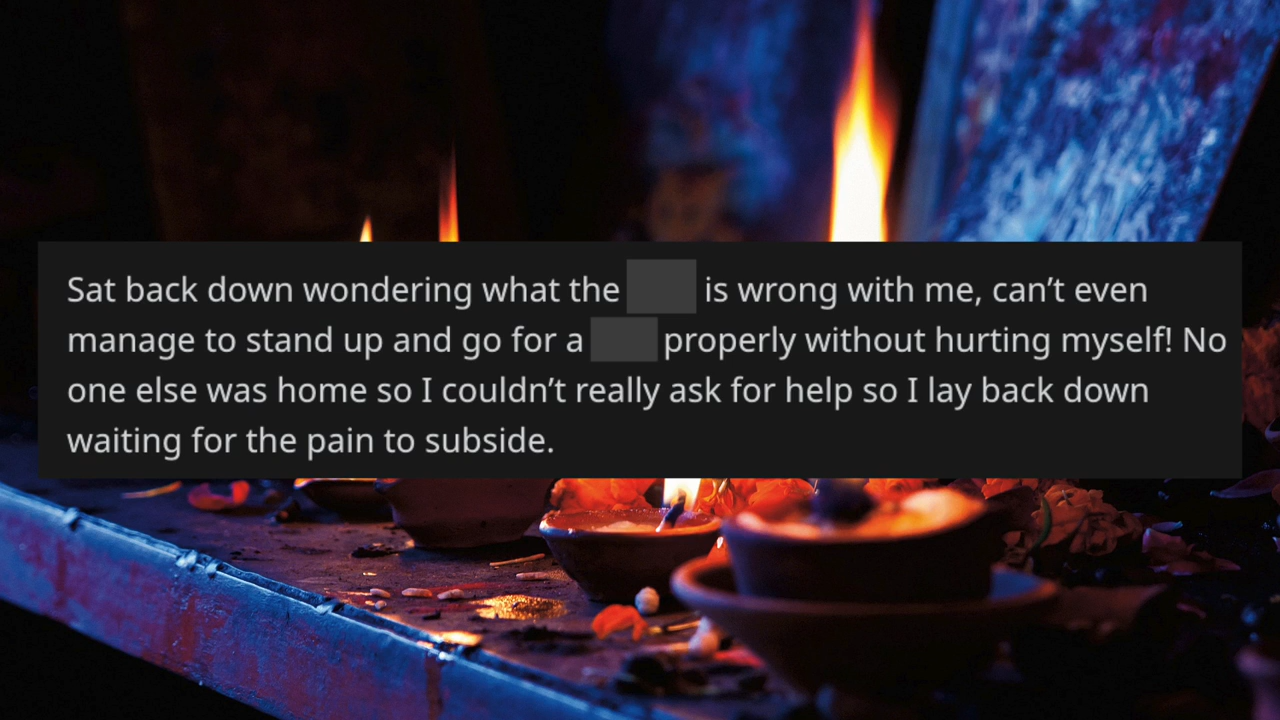 Sat back down wondering what the is wrong with me, can’t even
manage to stand up and go for a properly without hurting myself! No
one else was home so I couldn’t really ask for help so I lay back down
waiting for the pain to subside.